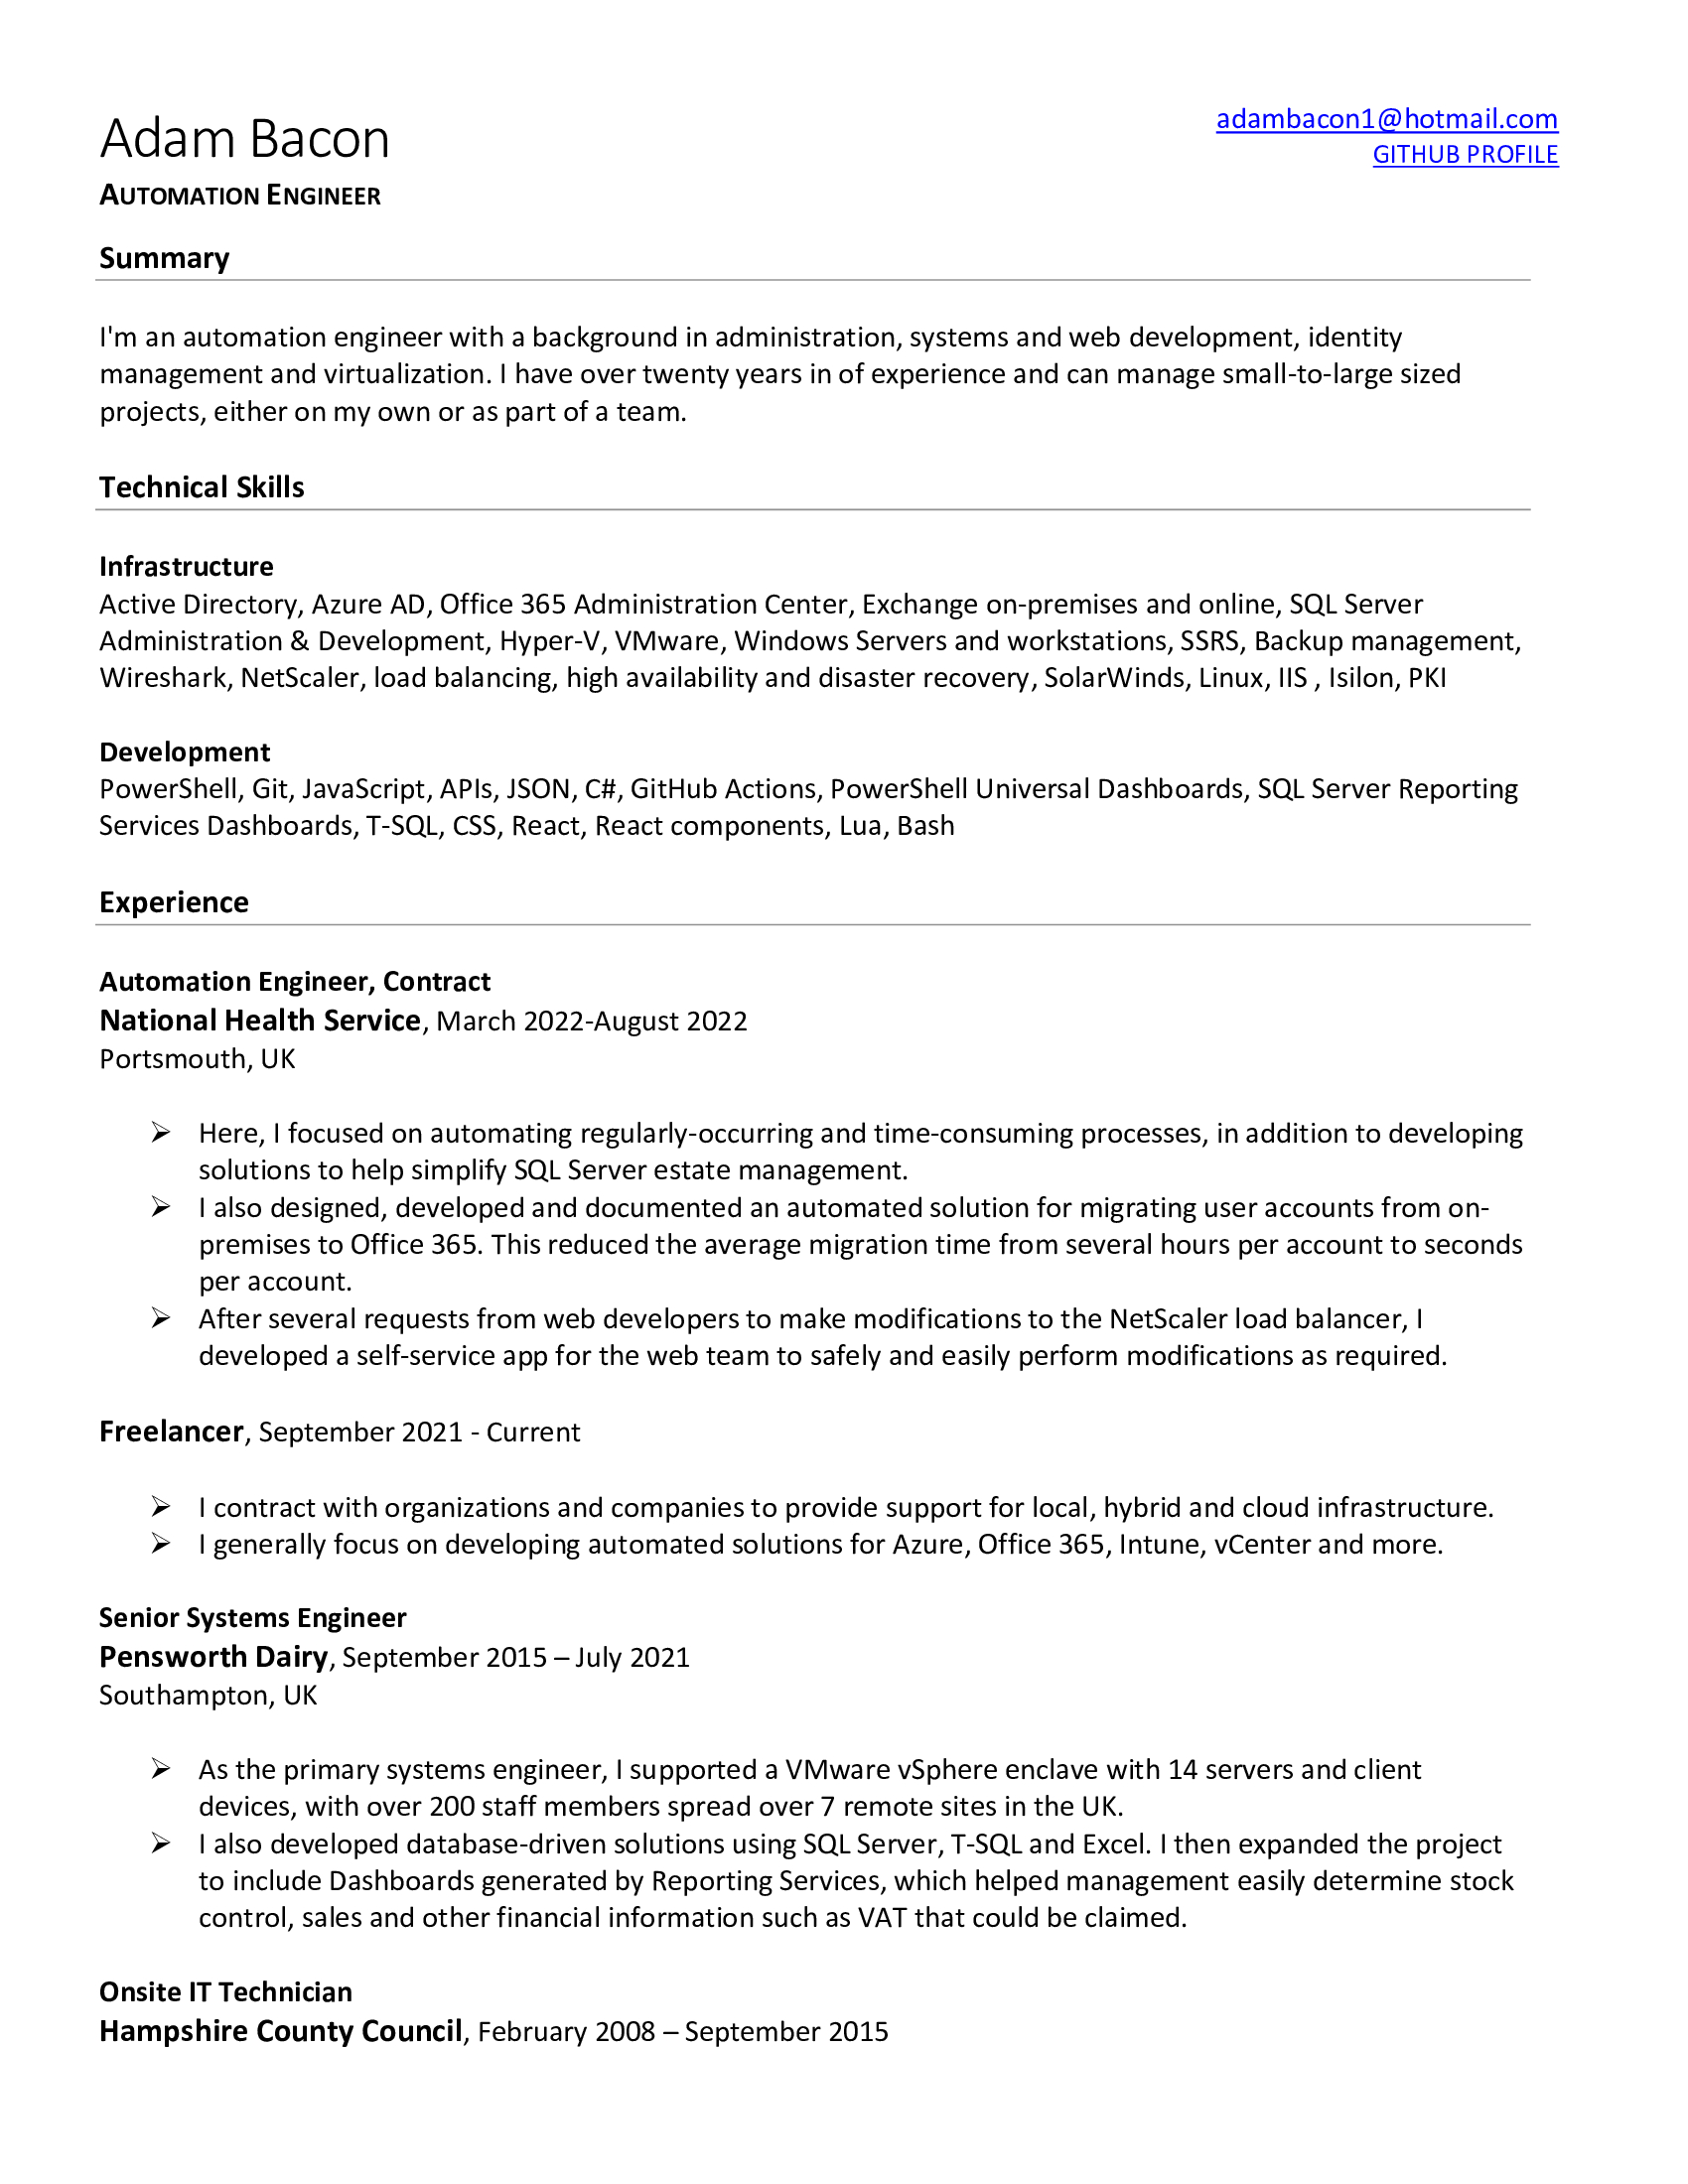 Adam Bacon
adambacon1@hotmail.com
GITHUB PROFILE
AUTOMATION ENGINEER
Summary
I'm an automation engineer with a background in administration, systems and web development, identity
management and virtualization. I have over twenty years in of experience and can manage small-to-large sized
projects, either on my own or as part of a team.
Technical Skills
Infrastructure
Active Directory, Azure AD, Office 365 Administration Center, Exchange on-premises and online, SQL Server
Administration & Development, Hyper-V, VMware, Windows Servers and workstations, SSRS, Backup management,
Wireshark, NetScaler, load balancing, high availability and disaster recovery, SolarWinds, Linux, IIS , Isilon, PKI
Development
PowerShell, Git, JavaScript, APIs, JSON, C#, GitHub Actions, PowerShell Universal Dashboards, SQL Server Reporting
Services Dashboards, T-SQL, CSS, React, React components, Lua, Bash
Experience
Automation Engineer, Contract
National Health Service, March 2022-August 2022
Portsmouth, UK
➢ Here, I focused on automating regularly-occurring and time-consuming processes, in addition to developing
solutions to help simplify SQL Server estate management.
➢ I also designed, developed and documented an automated solution for migrating user accounts from on-
premises to Office 365. This reduced the average migration time from several hours per account to seconds
per account.
➢ After several requests from web developers to make modifications to the NetScaler load balancer, I
developed a self-service app for the web team to safely and easily perform modifications as required.
Freelancer, September 2021 - Current
➢ I contract with organizations and companies to provide support for local, hybrid and cloud infrastructure.
➢ I generally focus on developing automated solutions for Azure, Office 365, Intune, vCenter and more.
Senior Systems Engineer
Pensworth Dairy, September 2015 – July 2021
Southampton, UK
➢ As the primary systems engineer, I supported a VMware vSphere enclave with 14 servers and client
devices, with over 200 staff members spread over 7 remote sites in the UK.
➢ I also developed database-driven solutions using SQL Server, T-SQL and Excel. I then expanded the project
to include Dashboards generated by Reporting Services, which helped management easily determine stock
control, sales and other financial information such as VAT that could be claimed.
Onsite IT Technician
Hampshire County Council, February 2008 – September 2015